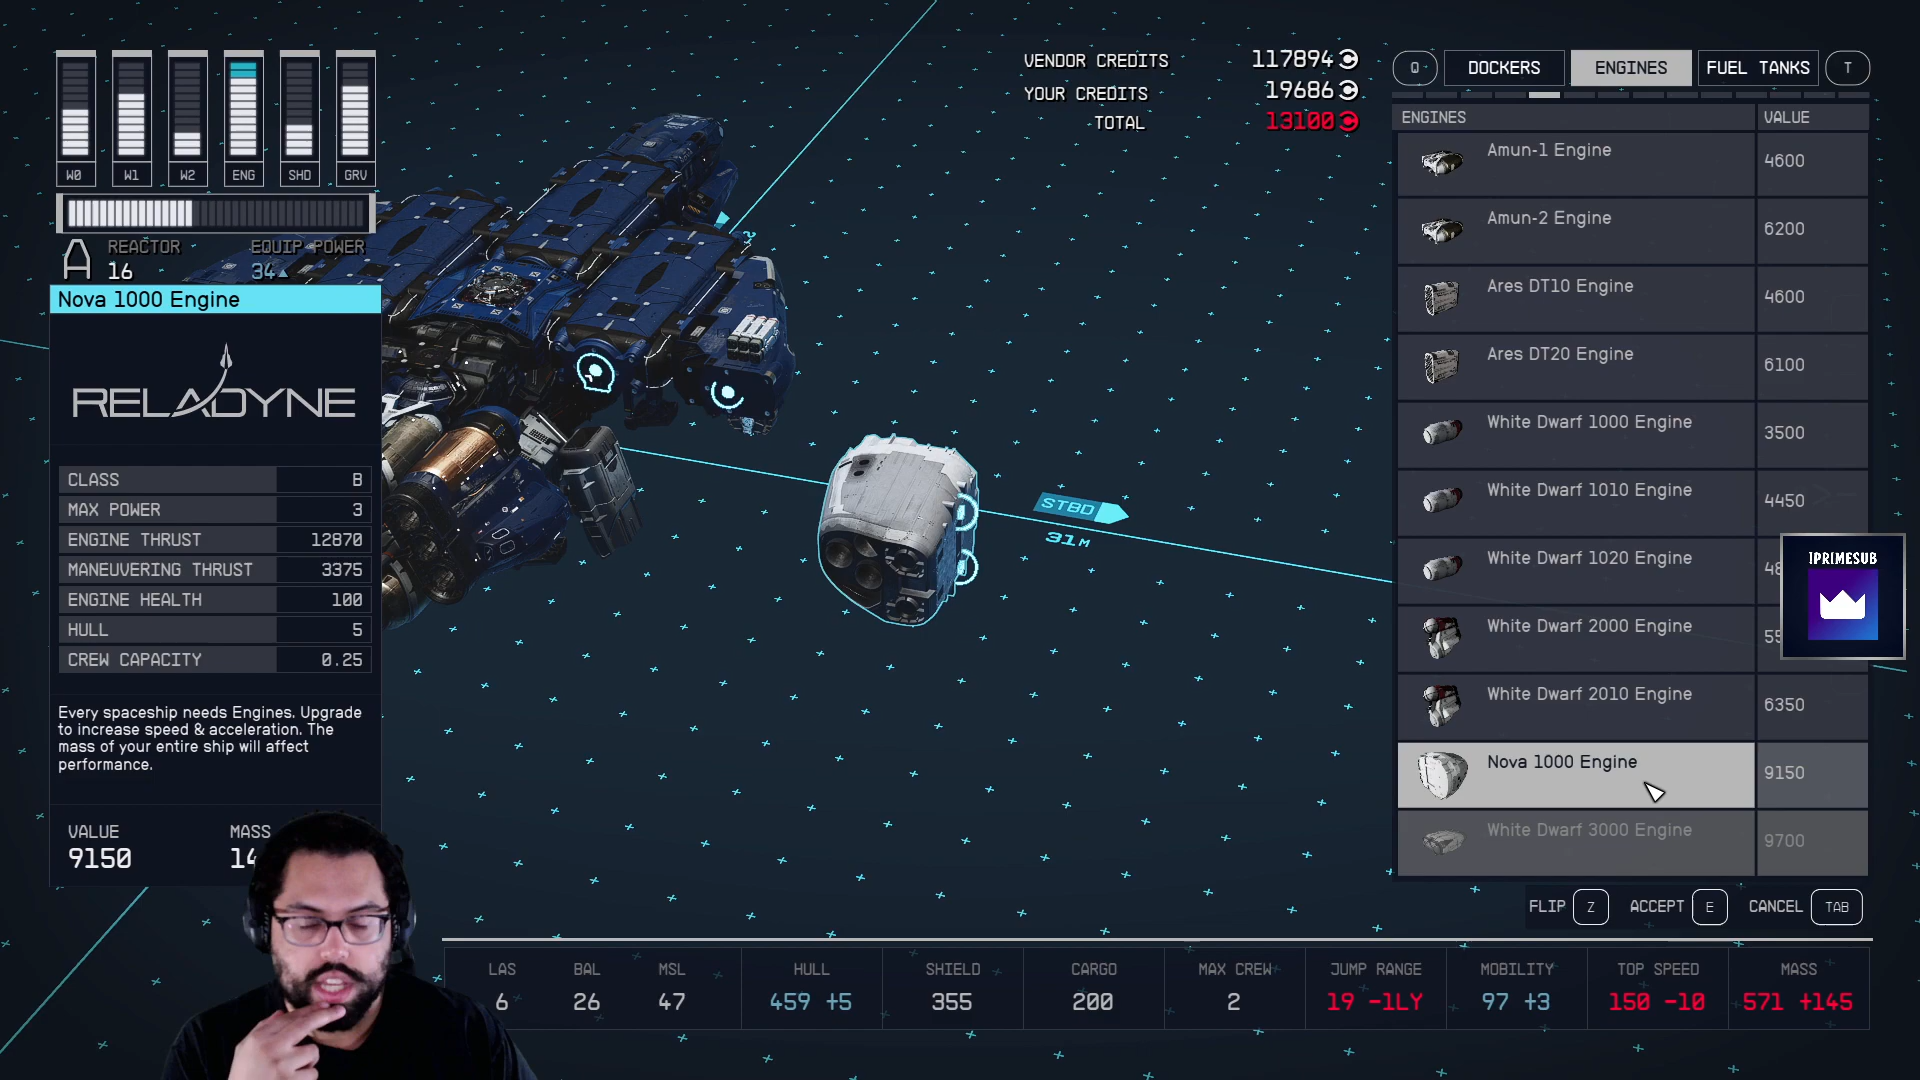 VENDOR CREDITS 117894
YOUR CREDITS 19686
TOTAL 13100
Q DOCKERS ENGINES FUEL TANKS T
W0 W1 W2 ENG SHD GRV
A REACTOR 16 EQUIP POWER 34
Nova 1000 Engine
RELADYNE
CLASS B
MAX POWER 3
ENGINE THRUST 12870
MANEUVERING THRUST 3375
ENGINE HEALTH 100
HULL 5
CREW CAPACITY 0.25
Every spaceship needs Engines. Upgrade
to increase speed & acceleration. The
mass of your entire ship will affect
performance.
VALUE MASS
9150
STBD
31M
ENGINES VALUE
Amun-1 Engine 4600
Amun-2 Engine 6200
Ares DT10 Engine 4600
Ares DT20 Engine 6100
White Dwarf 1000 Engine 3500
White Dwarf 1010 Engine 4450
White Dwarf 1020 Engine
White Dwarf 2000 Engine
White Dwarf 2010 Engine 6350
Nova 1000 Engine 9150
White Dwarf 3000 Engine 9700
1PRIMESUB
FLIP Z ACCEPT E CANCEL TAB
LAS BAL MSL HULL SHIELD CARGO MAX CREW JUMP RANGE MOBILITY TOP SPEED MASS
6 26 47 459 +5 355 200 2 19 -1LY 97 +3 150 -10 571 +145